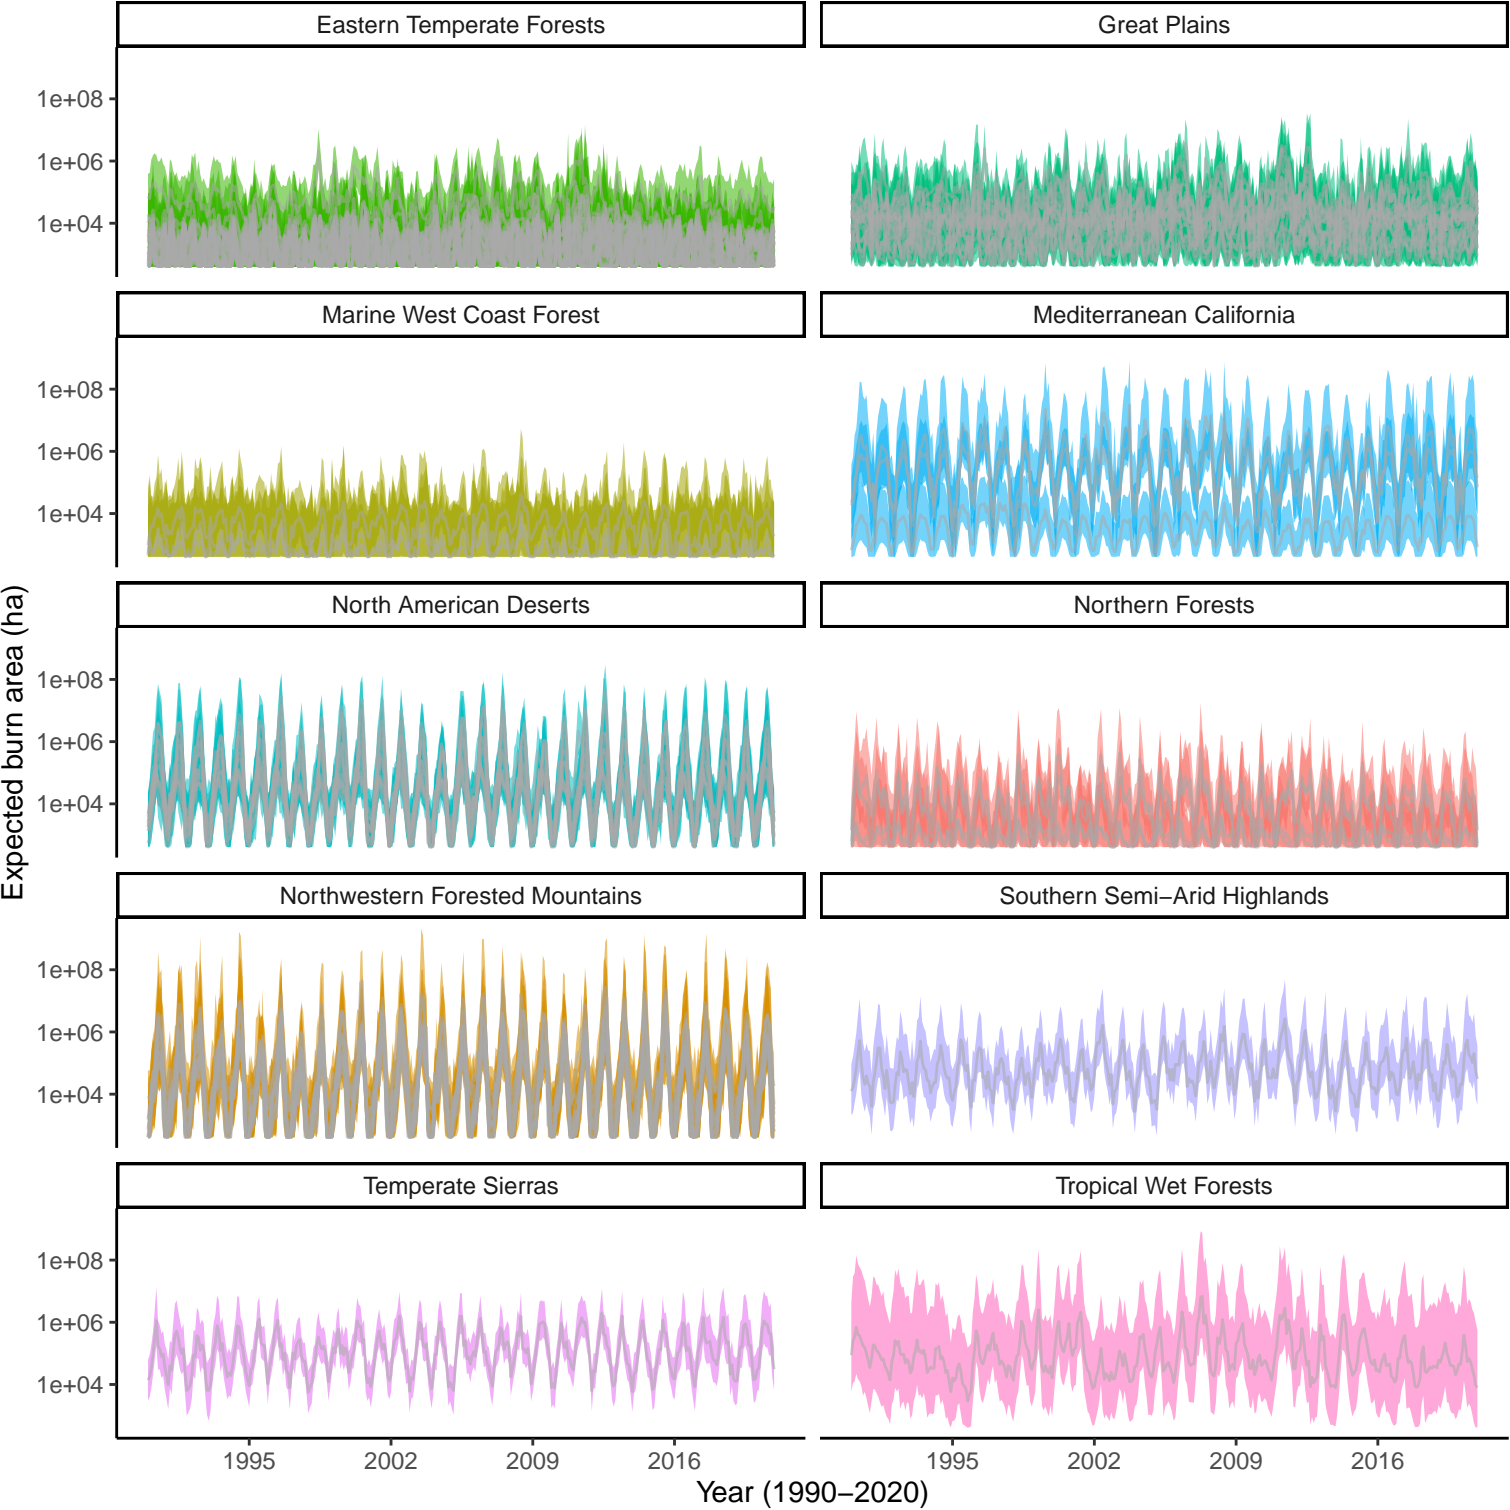 Eastern Temperate Forests
Great Plains
1e+08
1e+06
1e+04
Marine West Coast Forest
Mediterranean California
1e+08
1e+06
1e+04
North American Deserts
Northern Forests
1e+08
1e+06
1e+04
Expected burn area (ha)
Northwestern Forested Mountains
Southern Semi−Arid Highlands
1e+08
1e+06
1e+04
Temperate Sierras
Tropical Wet Forests
1e+08
1e+06
1e+04
1995 2002 2009 2016 1995 2002 2009 2016
Year (1990−2020)